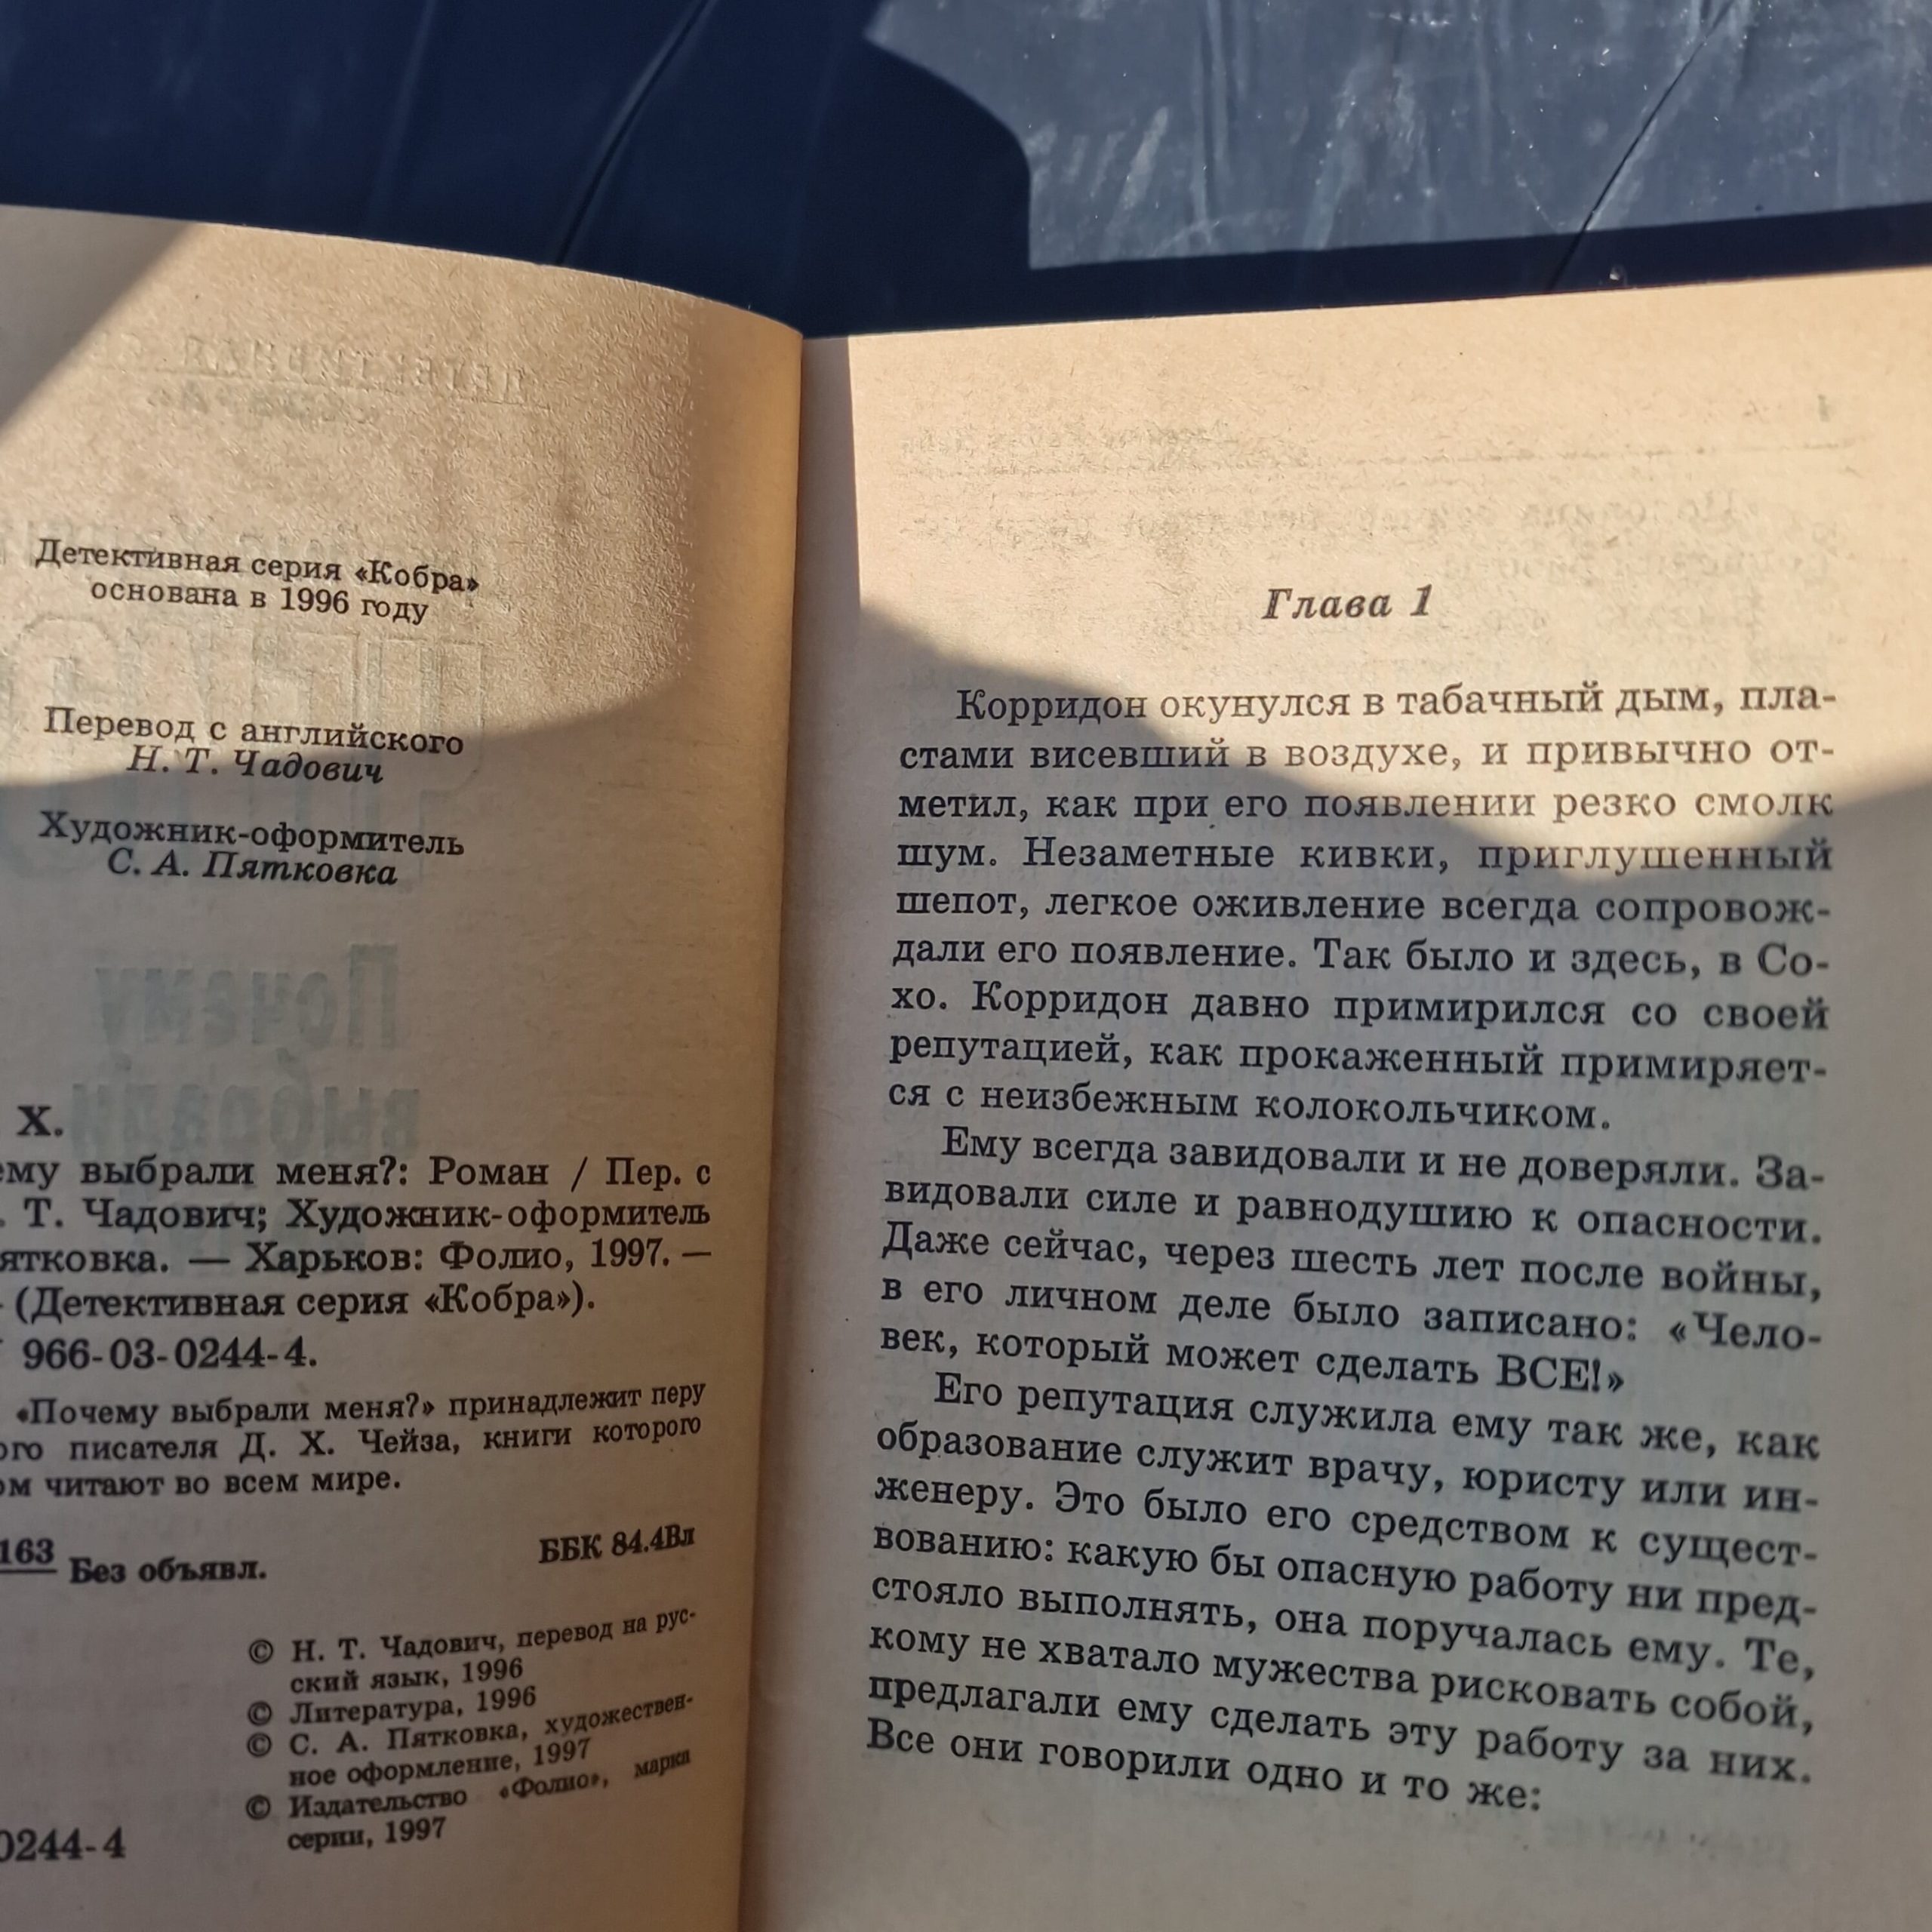 Детективная серия «Кобра»
основана в 1996 году
Перевод с английского
Н. Т. Чадович
Художник-оформитель
С. А. Пятковка
Х.
ему выбрали меня?: Роман / Пер. с
. Т. Чадович; Художник-оформитель
ятковка. — Харьков: Фолио, 1997. —
(Детективная серия «Кобра»).
966-03-0244-4.
«Почему выбрали меня?» принадлежит перу
ого писателя Д. Х. Чейза, книги которого
ом читают во всем мире.
163
Без объявл.
ББК 84.4Вл
© Н. Т. Чадович, перевод на рус-
ский язык, 1996
© Литература, 1996
© С. А. Пятковка, художествен-
ное оформление, 1997
© Издательство «Фолио», марка
серии, 1997
0244-4
Глава 1
Корридон окунулся в табачный дым, пла-
стами висевший в воздухе, и привычно от-
метил, как при его появлении резко смолк
шум. Незаметные кивки, приглушенный
шепот, легкое оживление всегда сопровож-
дали его появление. Так было и здесь, в Со-
хо. Корридон давно примирился со своей
репутацией, как прокаженный примиряет-
ся с неизбежным колокольчиком.
Ему всегда завидовали и не доверяли. За-
видовали силе и равнодушию к опасности.
Даже сейчас, через шесть лет после войны,
в его личном деле было записано: «Чело-
век, который может сделать ВСЕ!»
Его репутация служила ему так же, как
образование служит врачу, юристу или ин-
женеру. Это было его средством к сущест-
вованию: какую бы опасную работу ни пред-
стояло выполнять, она поручалась ему. Те,
кому не хватало мужества рисковать собой,
предлагали ему сделать эту работу за них.
Все они говорили одно и то же: